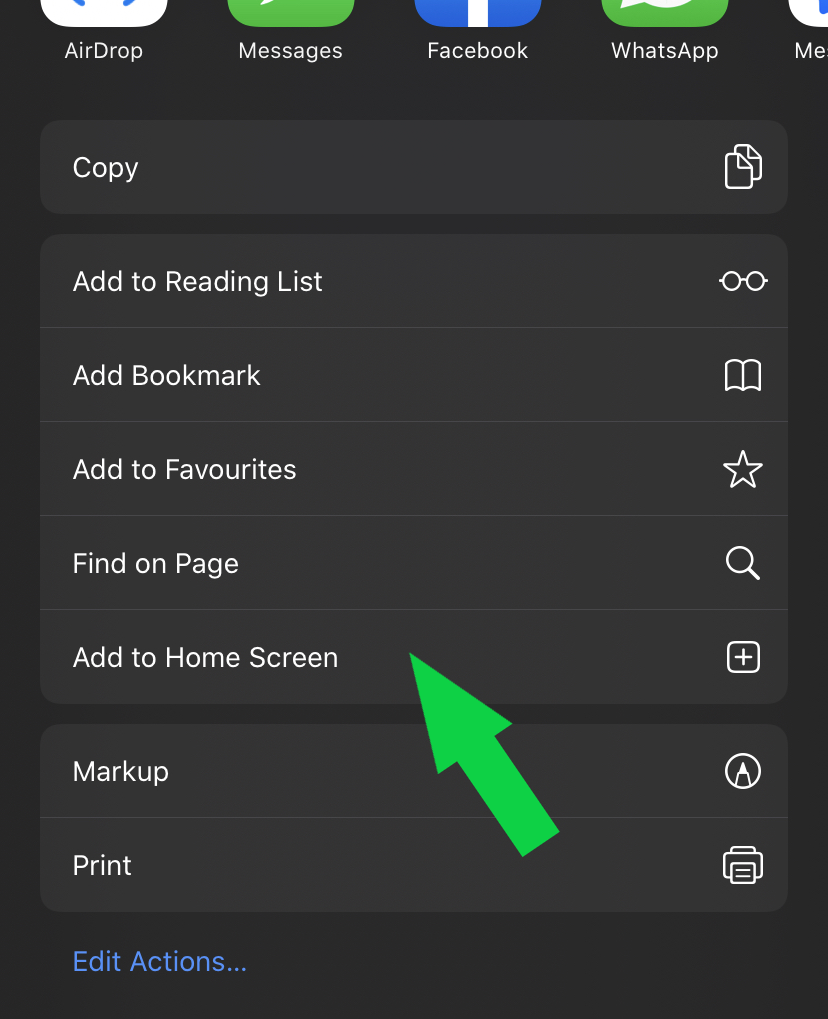 AirDrop
Messages
Facebook
WhatsApp
Copy
Add to Reading List
Add Bookmark
Add to Favourites
Find on Page
Add to Home Screen
Markup
Print
Edit Actions...